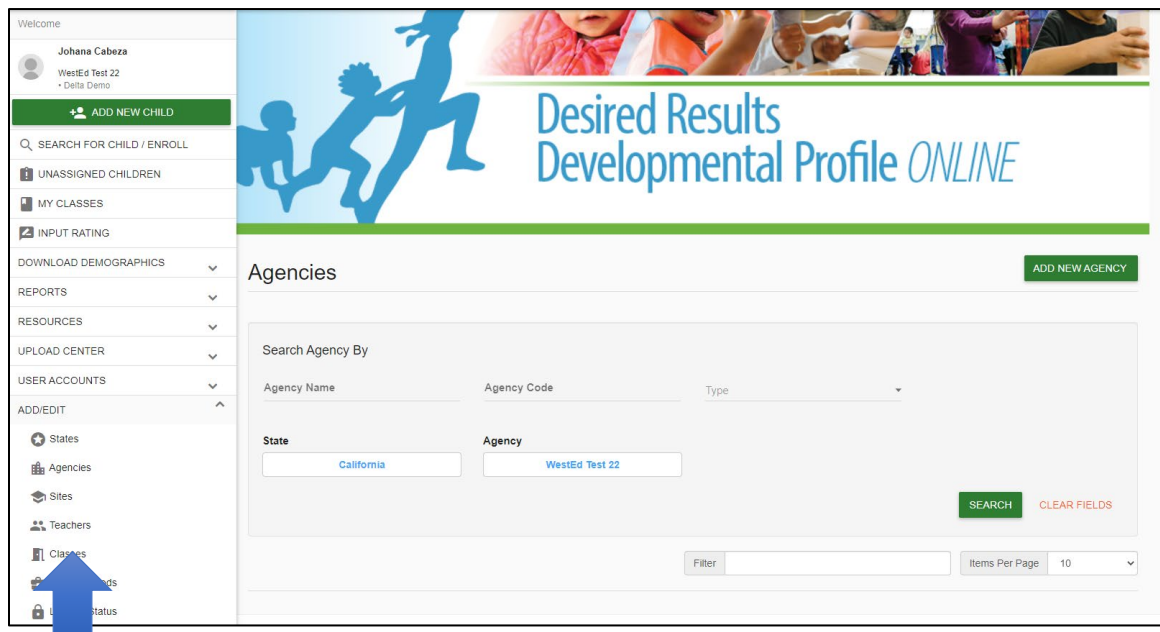 Welcome
Johana Cabeza
WestEd Test 22
• Delta Demo
ADD NEW CHILD
SEARCH FOR CHILD / ENROLL
UNASSIGNED CHILDREN
MY CLASSES
INPUT RATING
DOWNLOAD DEMOGRAPHICS
REPORTS
RESOURCES
UPLOAD CENTER
USER ACCOUNTS
ADD/EDIT
States
Agencies
Sites
Teachers
Classes
Status
Desired Results
Developmental Profile ONLINE
Agencies
ADD NEW AGENCY
Search Agency By
Agency Name Agency Code Type
State Agency
California WestEd Test 22
SEARCH CLEAR FIELDS
Filter Items Per Page 10